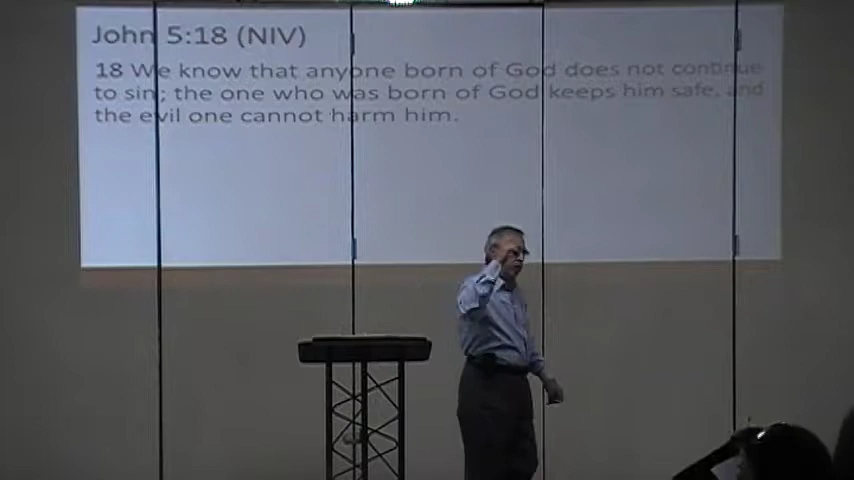 John 5:18 (NIV)
18 We know that anyone born of God does not continue
to sin; the one who was born of God keeps him safe, and
the evil one cannot harm him.